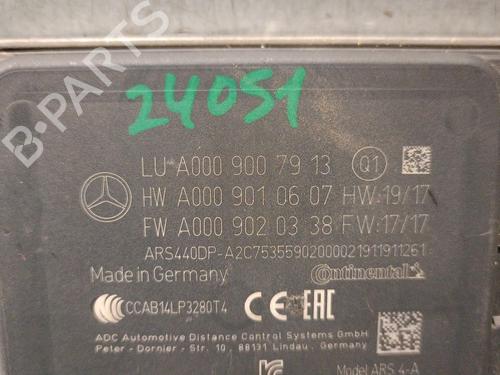 B-PARTS
24051
LU A000 900 79 13 Q1
HW A000 901 06 07 HW:19/17
FW A000 902 03 38 FW:17/17
ARS440DP-A2C75355902000021911911261
Made in Germany Continental
CCC CCAB14LP3280T4 CE EAC
ADC Automotive Distance Control Systems GmbH
Peter - Dornier - Str. 10 , 88131 Lindau , Germany
Model ARS 4-A